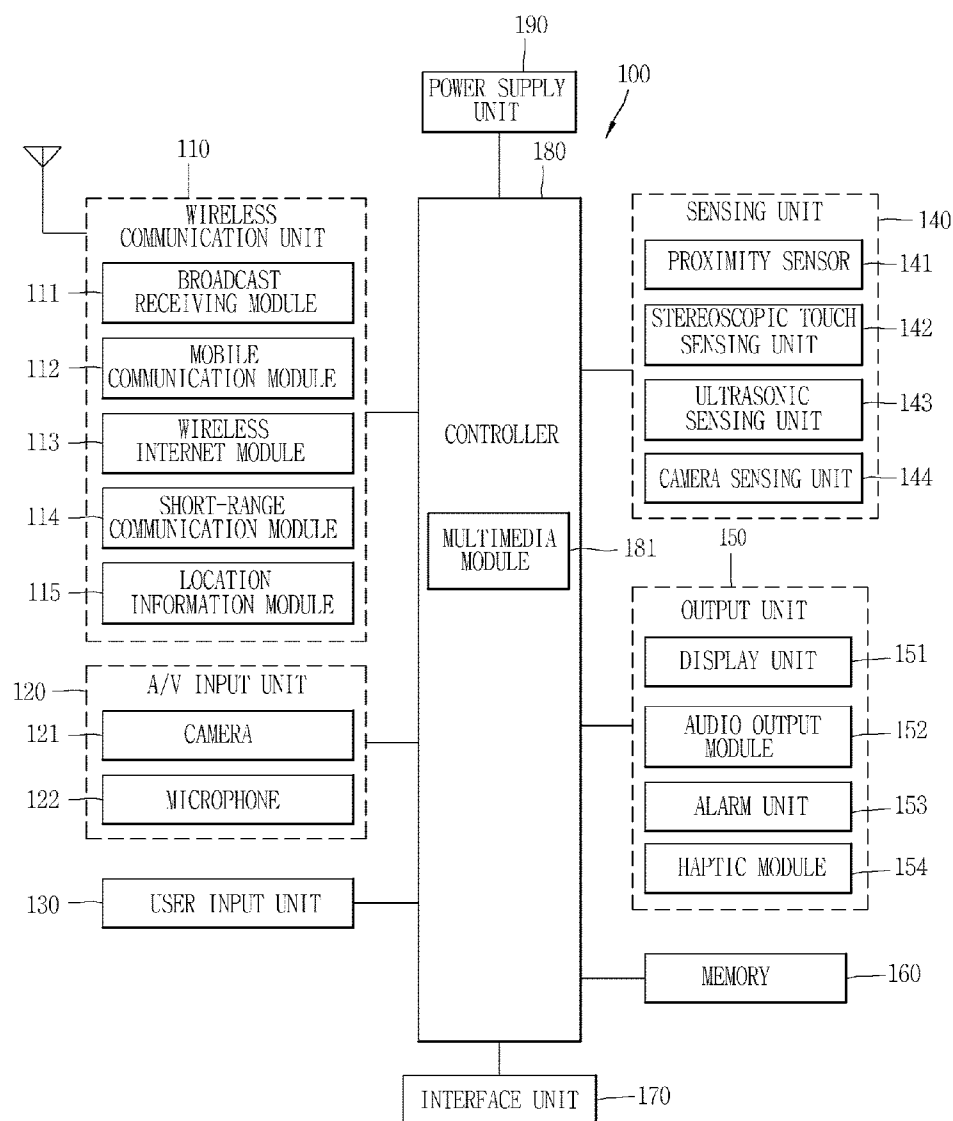 190
POWER SUPPLY
UNIT
100
110
180
WIRELESS
COMMUNICATION UNIT
111
BROADCAST
RECEIVING MODULE
112
MOBILE
COMMUNICATION MODULE
113
WIRELESS
INTERNET MODULE
114
SHORT-RANGE
COMMUNICATION MODULE
115
LOCATION
INFORMATION MODULE
120
A/V INPUT UNIT
121
CAMERA
122
MICROPHONE
130
USER INPUT UNIT
CONTROLLER
MULTIMEDIA
MODULE
181
SENSING UNIT
140
PROXIMITY SENSOR
141
STEREOSCOPIC TOUCH
SENSING UNIT
142
ULTRASONIC
SENSING UNIT
143
CAMERA SENSING UNIT
144
150
OUTPUT UNIT
DISPLAY UNIT
151
AUDIO OUTPUT
MODULE
152
ALARM UNIT
153
HAPTIC MODULE
154
MEMORY
160
INTERFACE UNIT
170